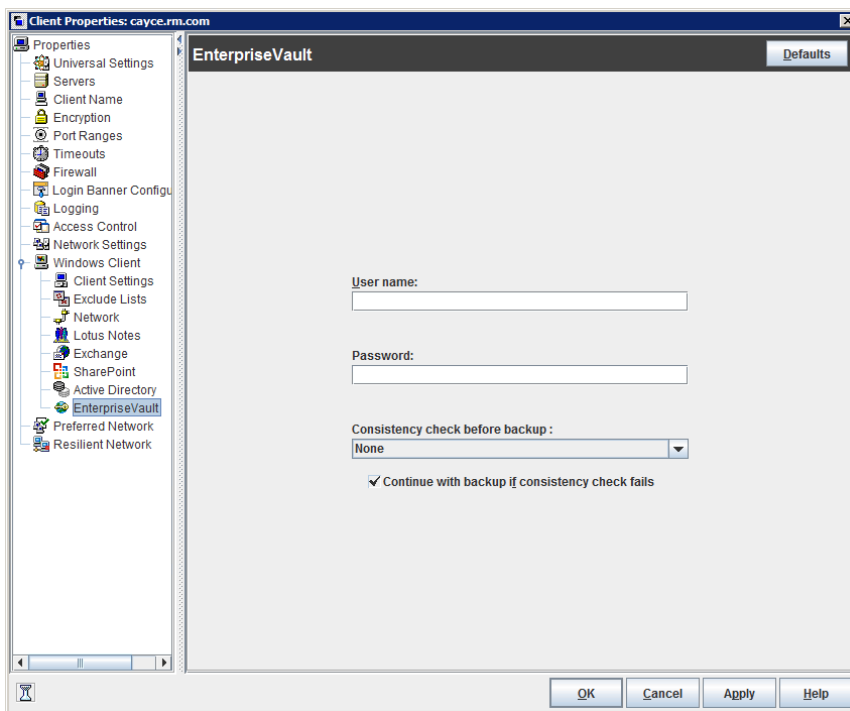 Client Properties: cayce.rm.com
Properties
Universal Settings
Servers
Client Name
Encryption
Port Ranges
Timeouts
Firewall
Login Banner Configu
Logging
Access Control
Network Settings
Windows Client
Client Settings
Exclude Lists
Network
Lotus Notes
Exchange
SharePoint
Active Directory
EnterpriseVault
Preferred Network
Resilient Network
EnterpriseVault
Defaults
User name:
Password:
Consistency check before backup :
None
Continue with backup if consistency check fails
OK
Cancel
Apply
Help